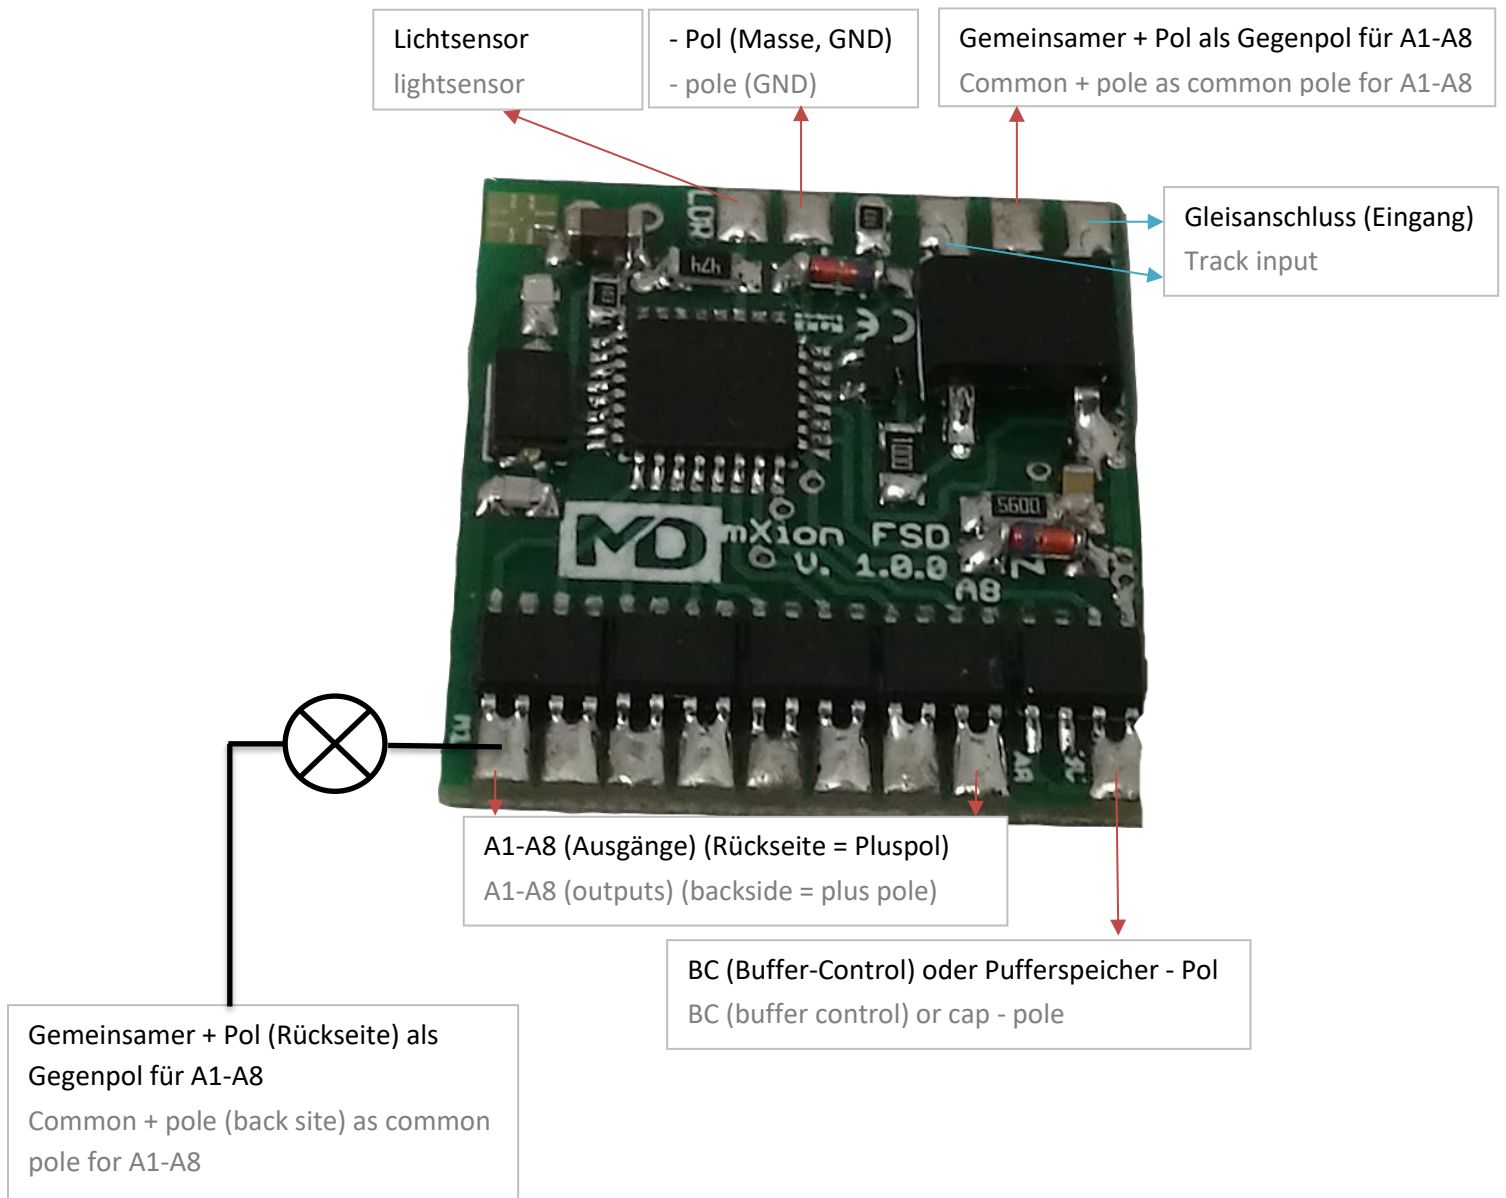 Lichtsensor
lightsensor
- Pol (Masse, GND)
- pole (GND)
Gemeinsamer + Pol als Gegenpol für A1-A8
Common + pole as common pole for A1-A8
Gleisanschluss (Eingang)
Track input
LDR
474
103
CE
100
5600
MD
mXion FSD
V. 1.0.0
A8
A1-A8 (Ausgänge) (Rückseite = Pluspol)
A1-A8 (outputs) (backside = plus pole)
BC (Buffer-Control) oder Pufferspeicher - Pol
BC (buffer control) or cap - pole
Gemeinsamer + Pol (Rückseite) als
Gegenpol für A1-A8
Common + pole (back site) as common
pole for A1-A8